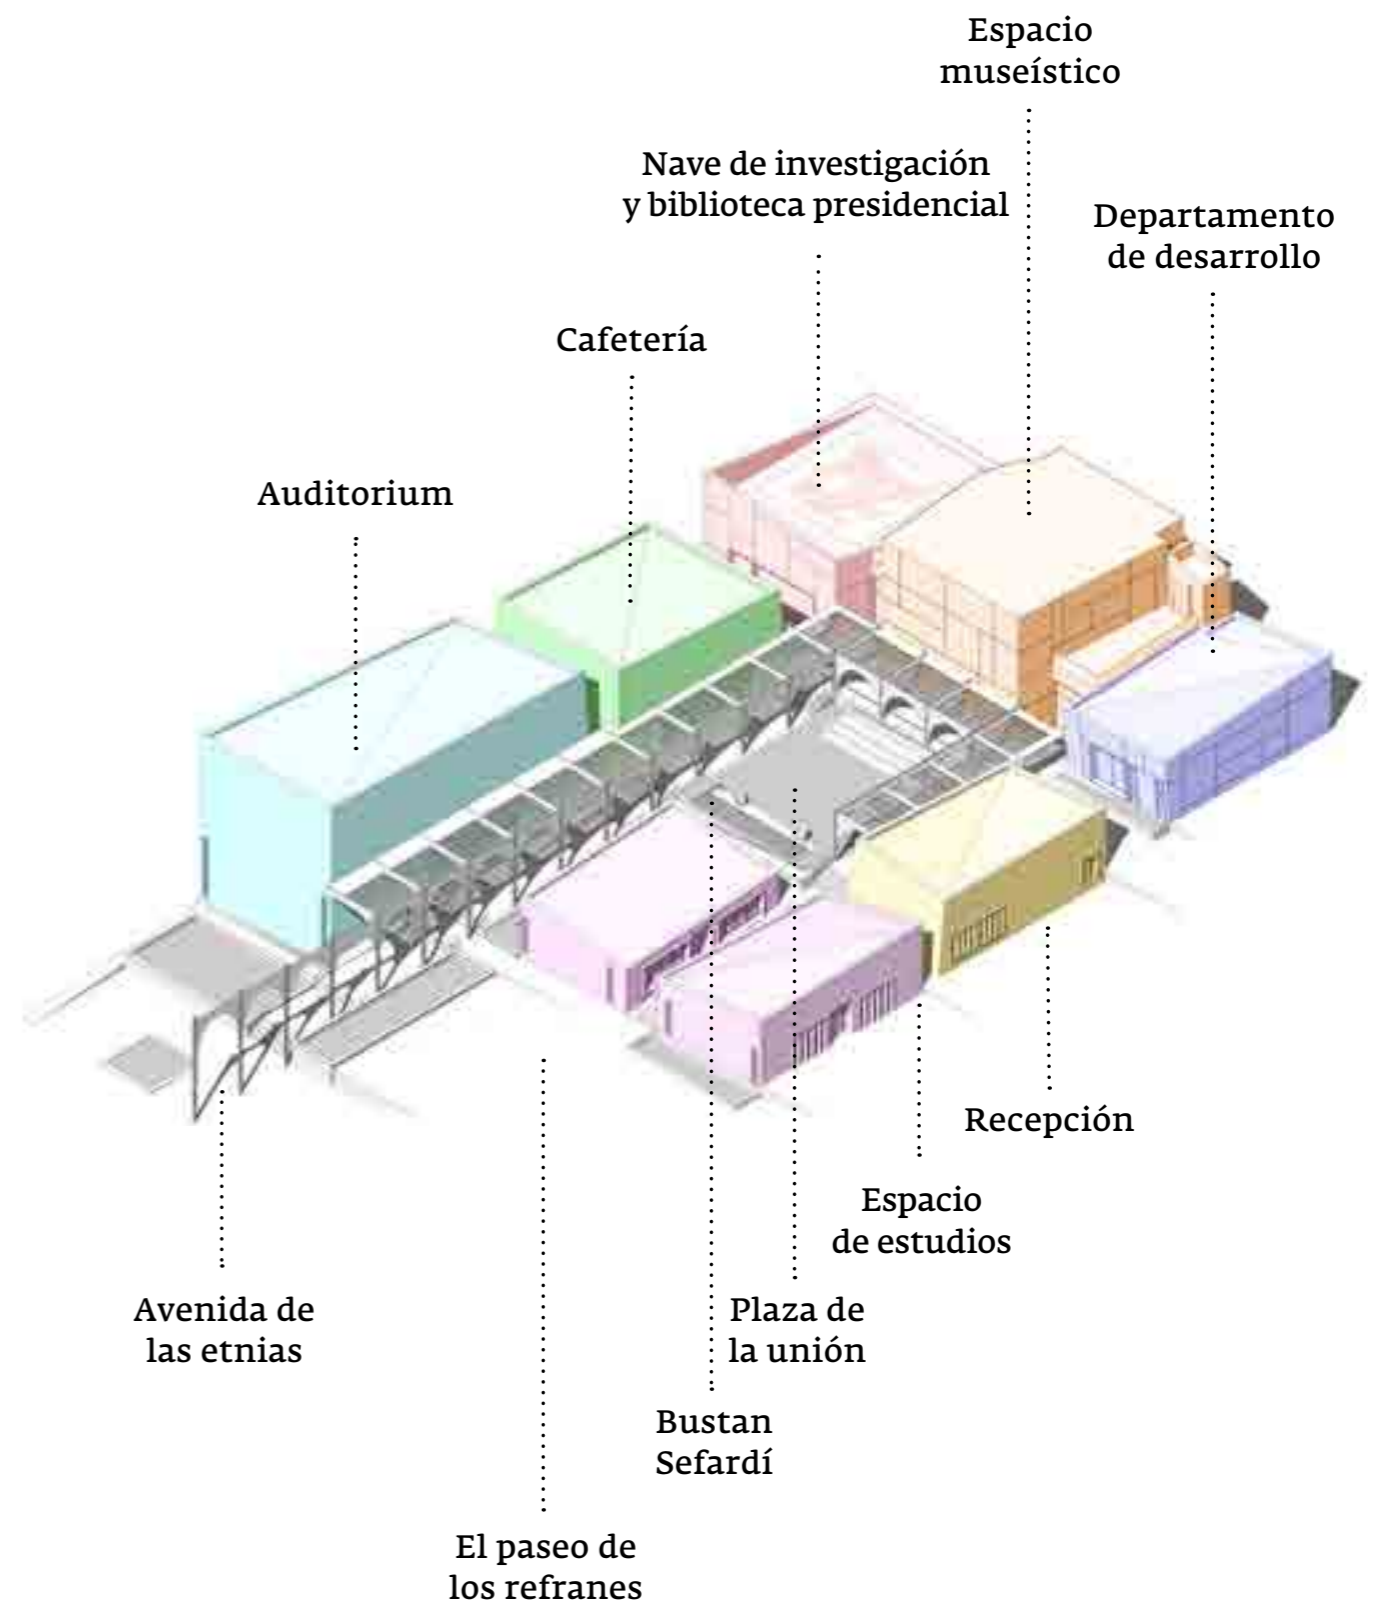 Espacio
museístico
Nave de investigación
y biblioteca presidencial
Departamento
de desarrollo
Cafetería
Auditorium
Recepción
Espacio
de estudios
Avenida de
las etnias
Plaza de
la unión
Bustan
Sefardí
El paseo de
los refranes